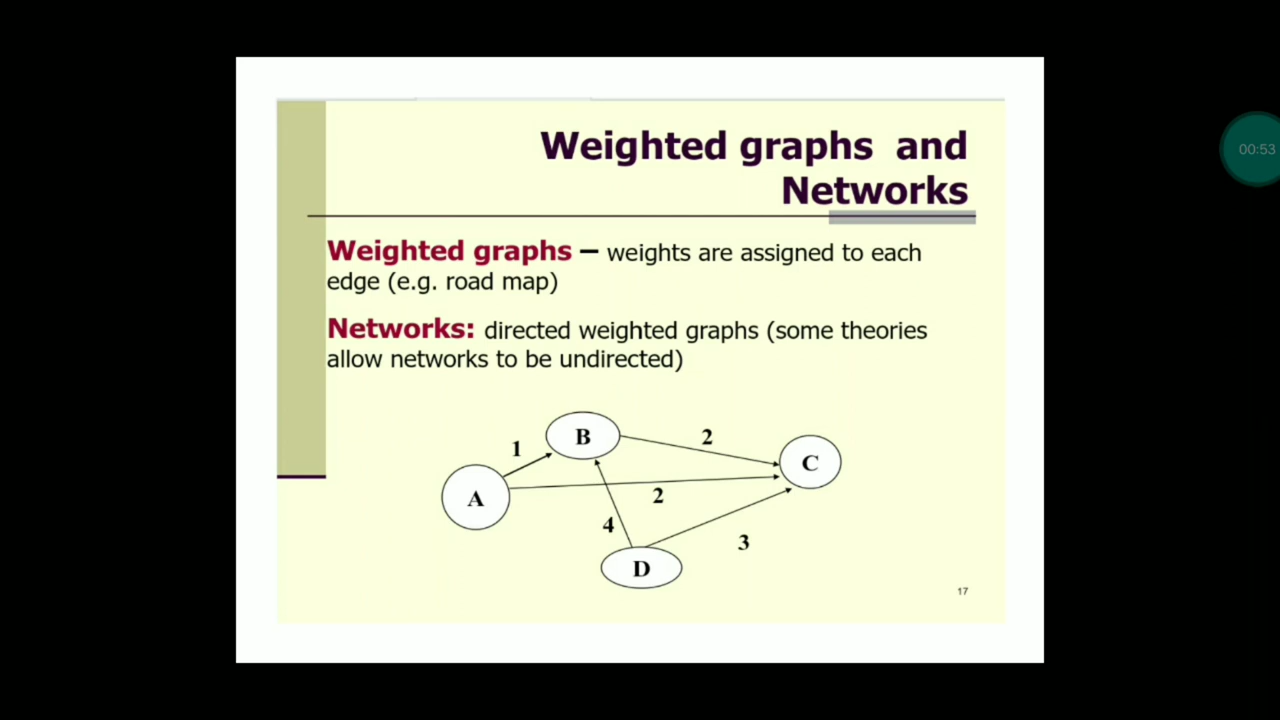 00:53
Weighted graphs and
Networks
Weighted graphs – weights are assigned to each
edge (e.g. road map)
Networks: directed weighted graphs (some theories
allow networks to be undirected)
B
1
2
C
A
2
4
3
D
17